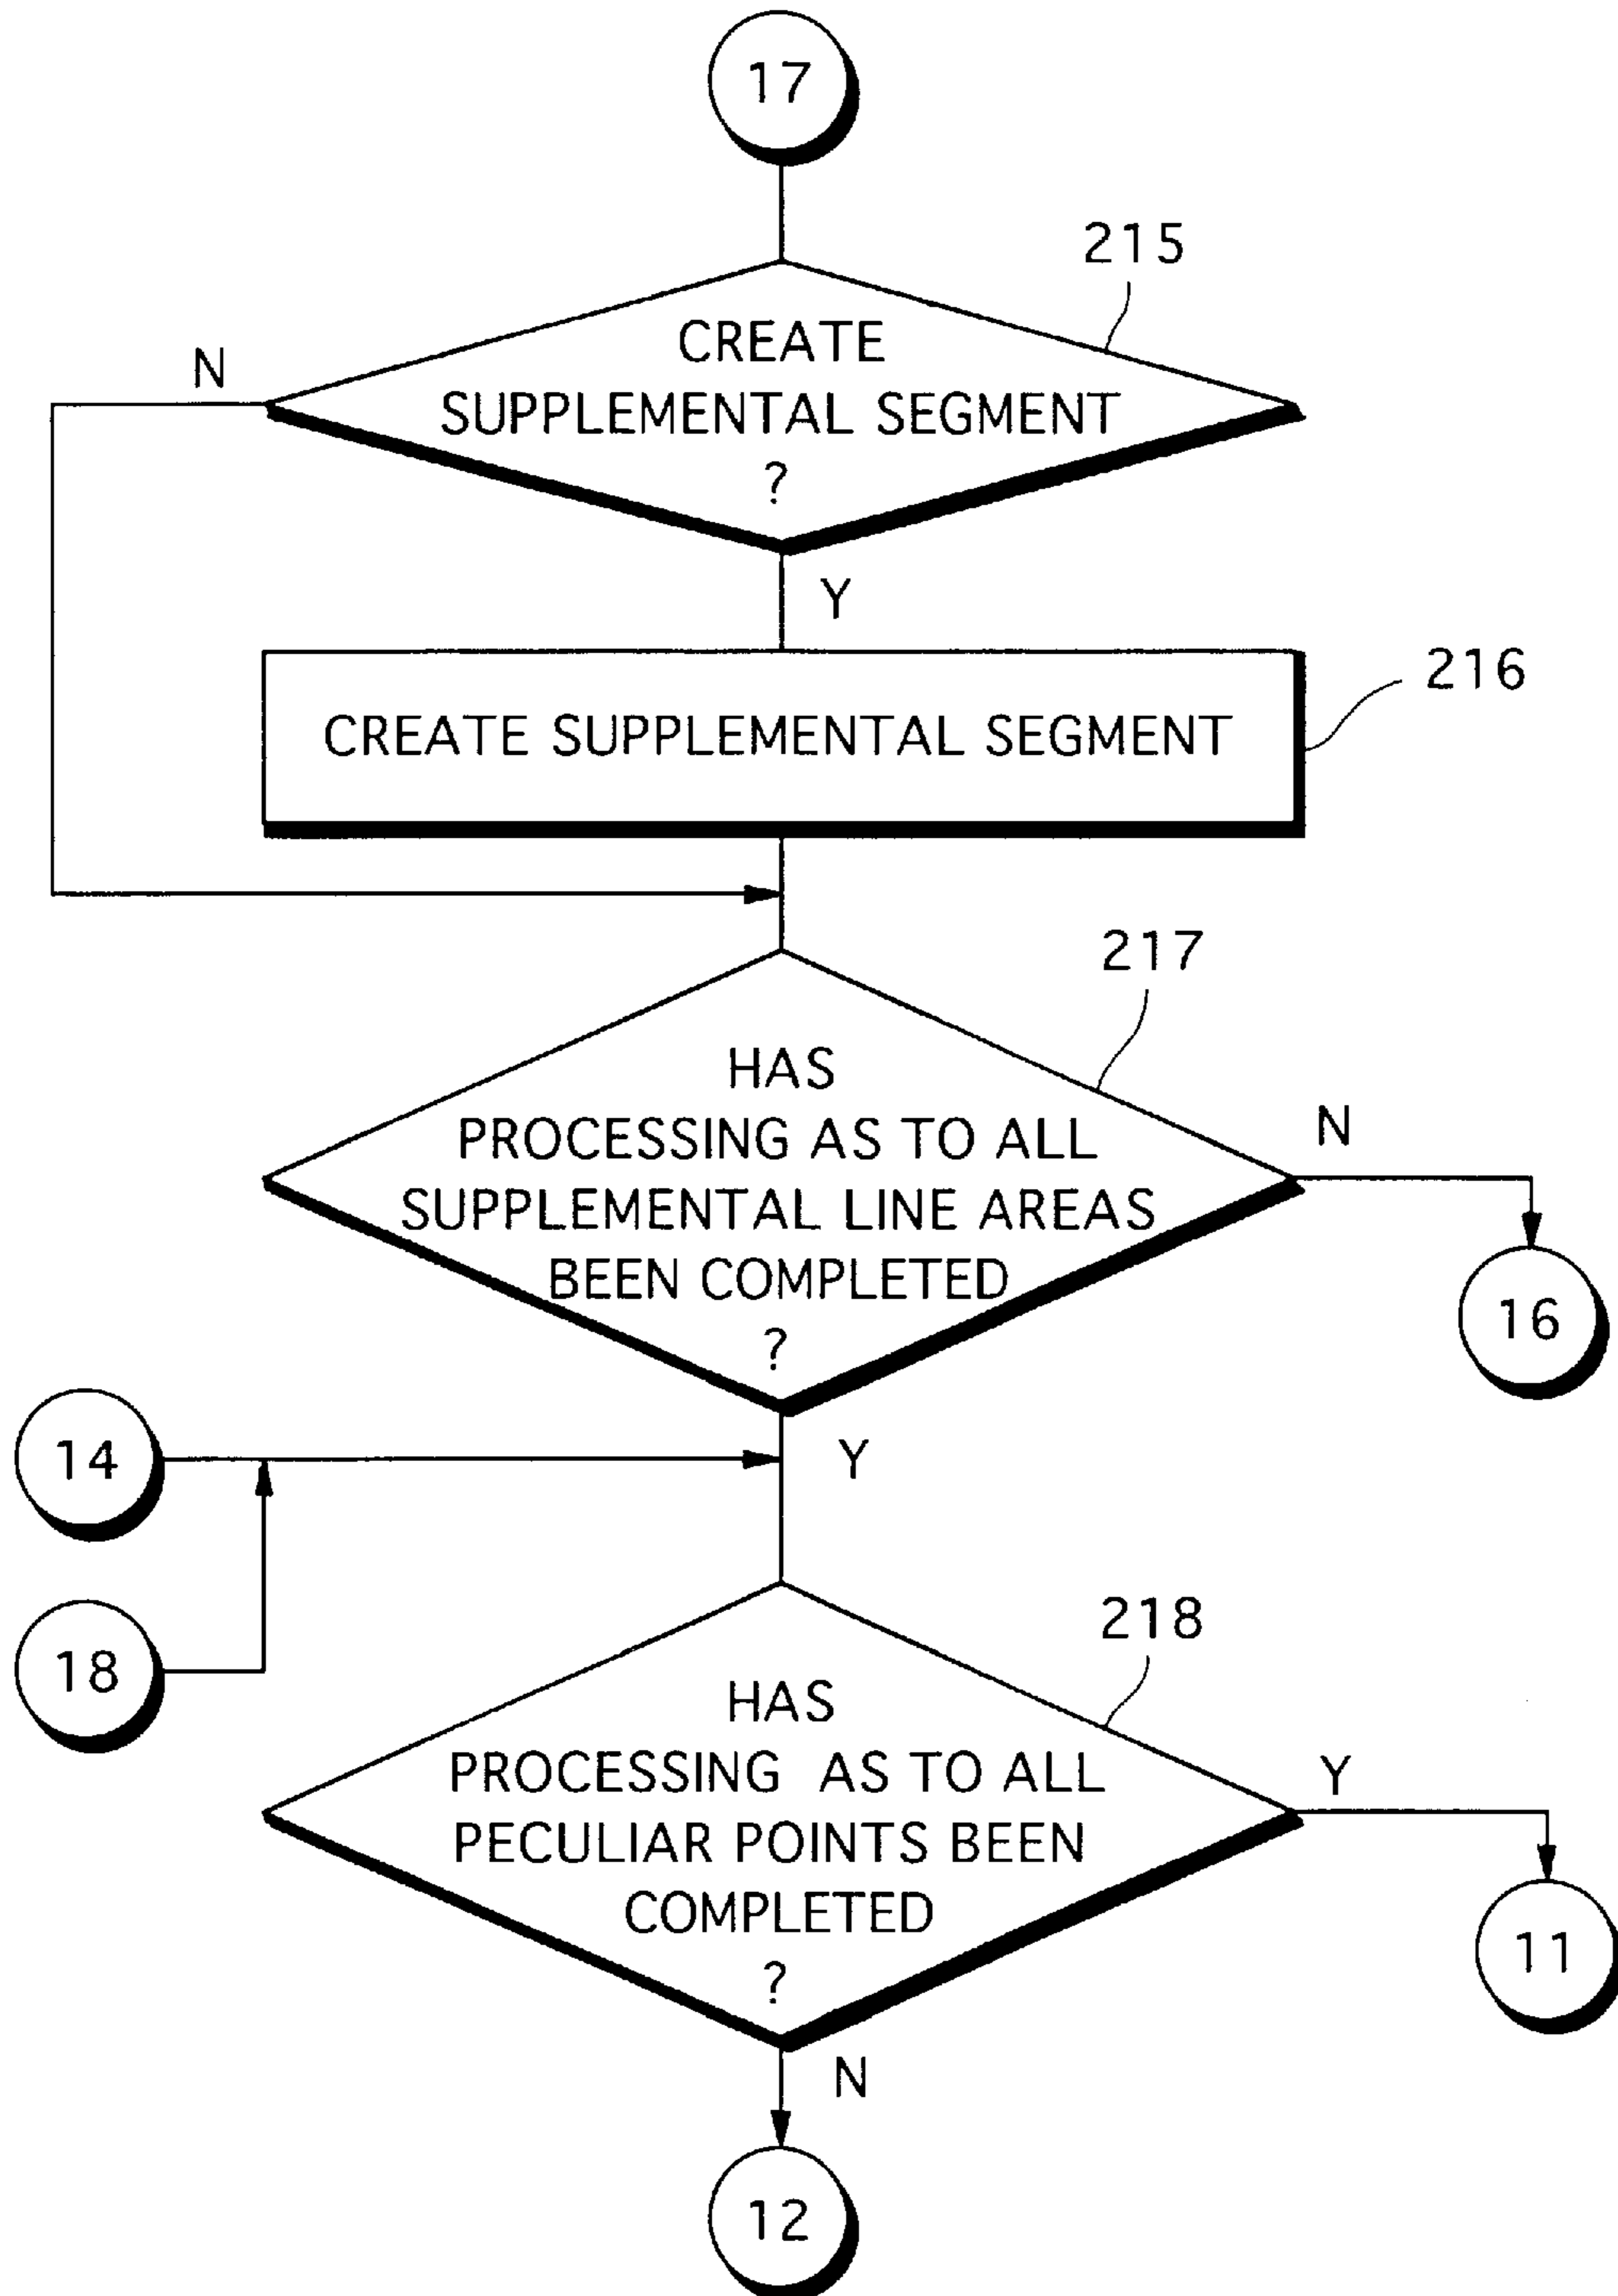 17
215
CREATE
N
SUPPLEMENTAL SEGMENT
?
Y
216
CREATE SUPPLEMENTAL SEGMENT
217
HAS
PROCESSING AS TO ALL
N
SUPPLEMENTAL LINE AREAS
BEEN COMPLETED
16
?
14
Y
218
18
HAS
PROCESSING AS TO ALL
Y
PECULIAR POINTS BEEN
COMPLETED
11
?
N
12